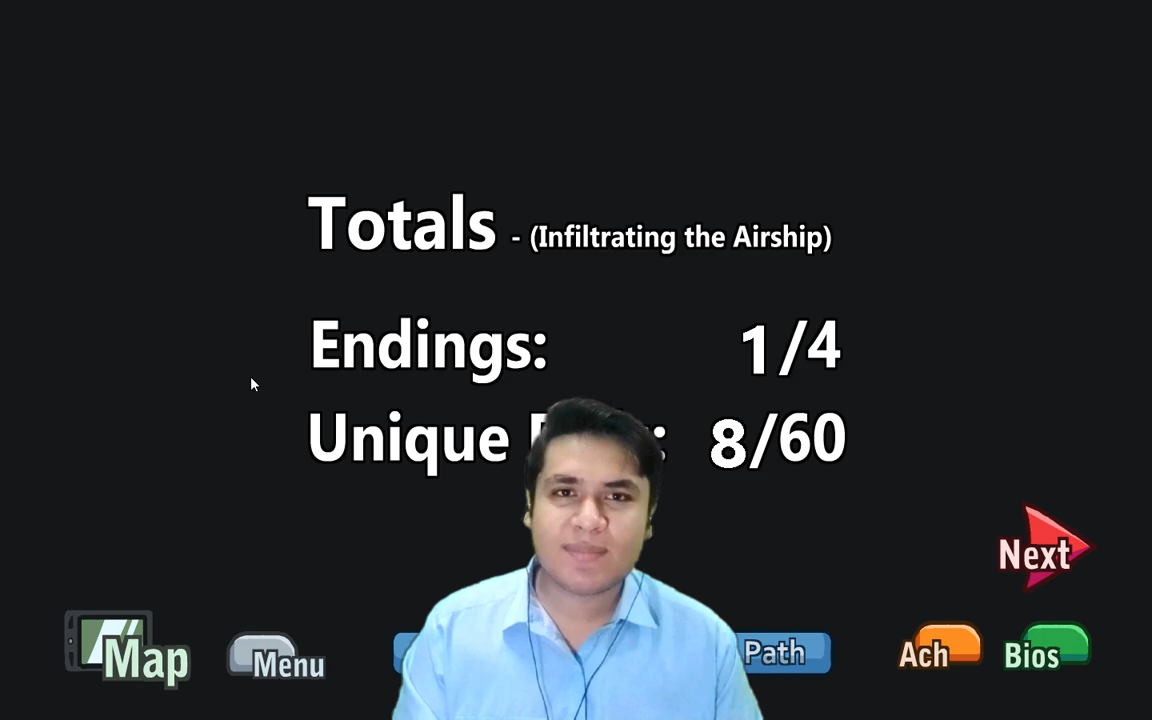 Totals - (Infiltrating the Airship)
Endings: 1/4
Unique : 8/60
Next
Map Menu Path Ach Bios